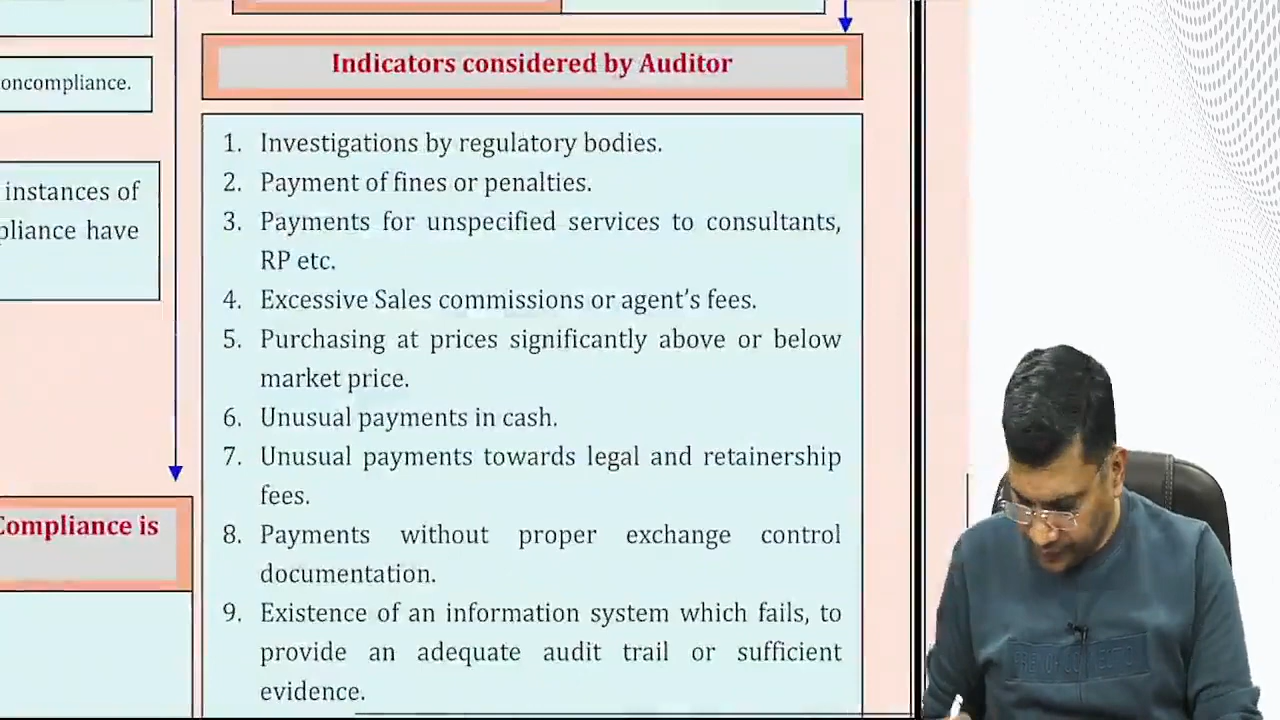 oncompliance.
instances of
pliance have
Compliance is
Indicators considered by Auditor
1. Investigations by regulatory bodies.
2. Payment of fines or penalties.
3. Payments for unspecified services to consultants,
RP etc.
4. Excessive Sales commissions or agent’s fees.
5. Purchasing at prices significantly above or below
market price.
6. Unusual payments in cash.
7. Unusual payments towards legal and retainership
fees.
8. Payments without proper exchange control
documentation.
9. Existence of an information system which fails, to
provide an adequate audit trail or sufficient
evidence.